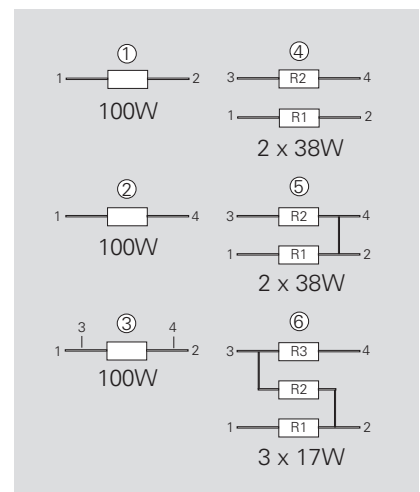 ① ④
1 2 3 R2 4
100W 1 R1 2
2 x 38W
② ⑤
1 4 3 R2 4
100W 1 R1 2
2 x 38W
3 ③ 4 ⑥
1 2 3 R3 4
100W R2
1 R1 2
3 x 17W